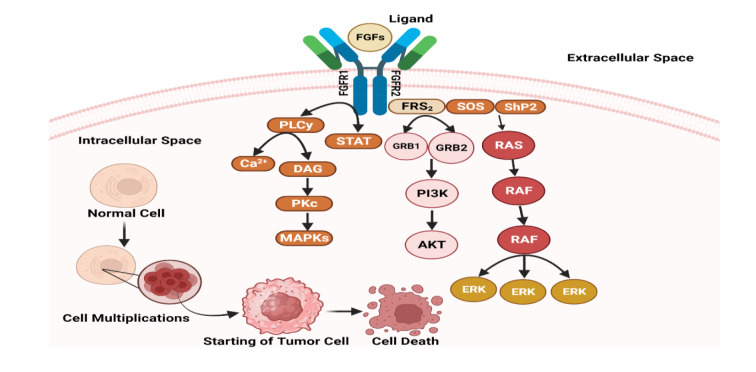 Ligand
FGFs
Extracellular Space
FGFR1
FGFR2
FRS2
SOS
ShP2
PLCy
STAT
Intracellular Space
GRB1
GRB2
RAS
Ca2+
DAG
PI3K
RAF
PKc
Normal Cell
MAPKs
AKT
RAF
ERK
ERK
ERK
Cell Multiplications
Starting of Tumor Cell
Cell Death